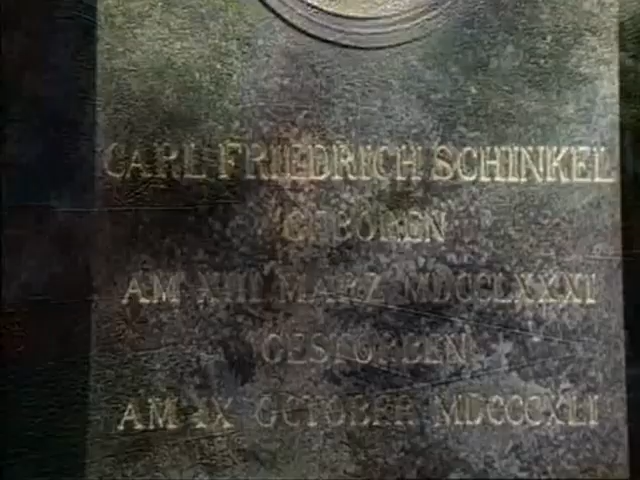 CARL FRIEDRICH SCHINKEL
GEBOREN
AM XIII MARZ MDCCLXXXI
GESTORBEN
AM IX OCTOBER MDCCCXLI